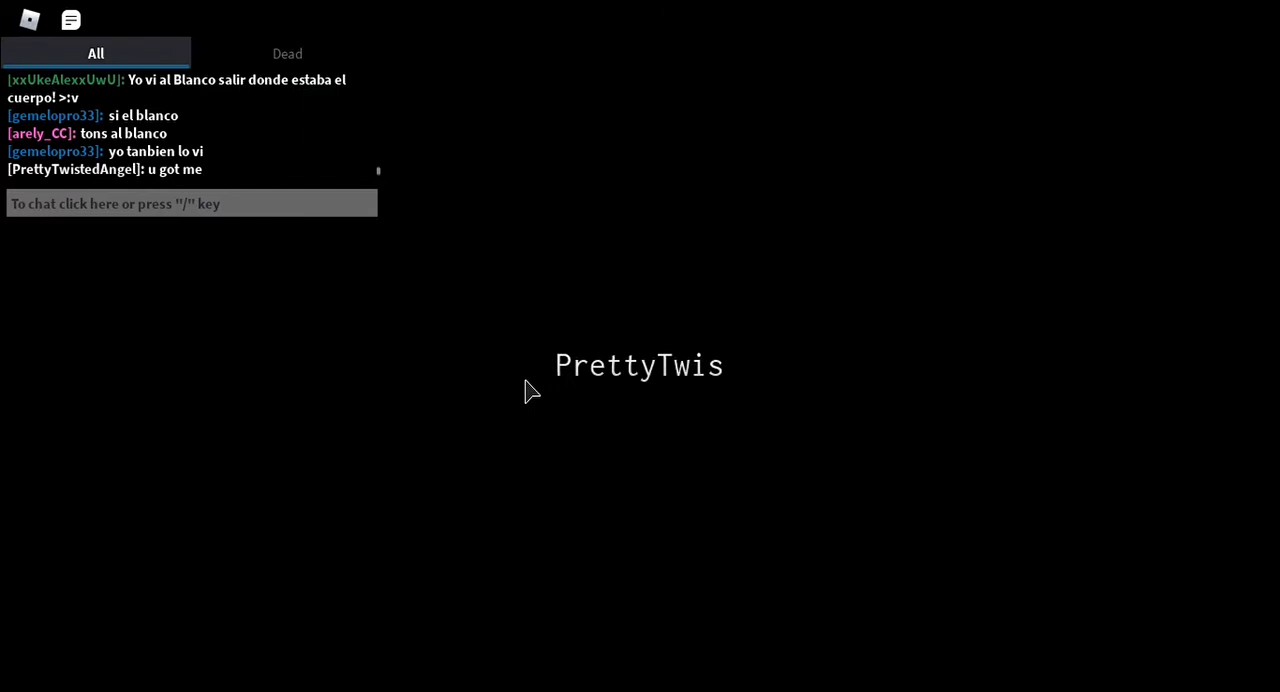 All
Dead
[xxUkeAlexxUwU]: Yo vi al Blanco salir donde estaba el
cuerpo! >:v
[gemelopro33]: si el blanco
[arely_CC]: tons al blanco
[gemelopro33]: yo tanbien lo vi
[PrettyTwistedAngel]: u got me
To chat click here or press "/" key
PrettyTwis